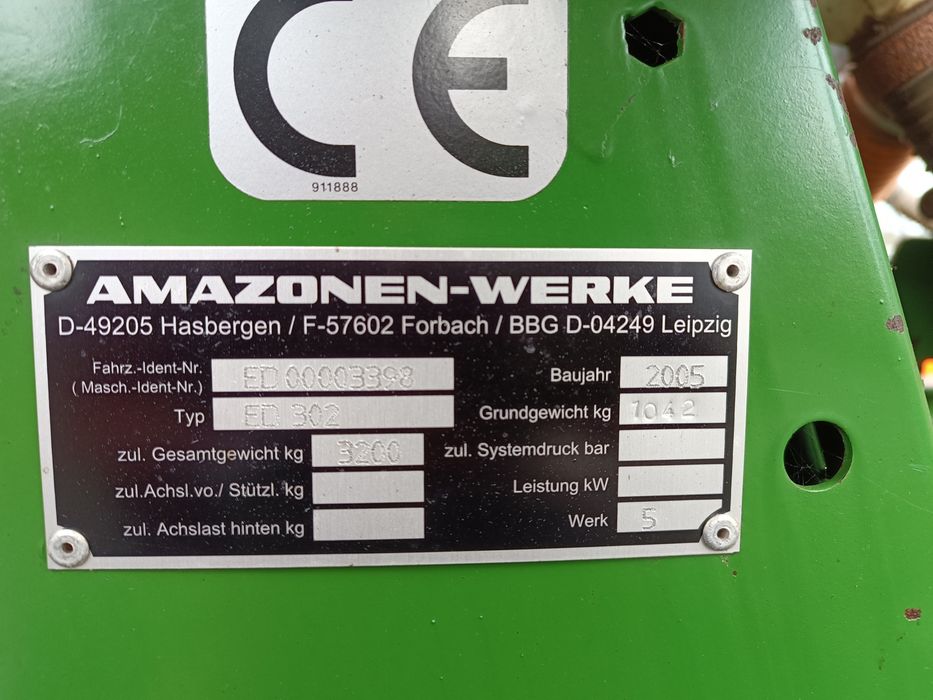 CE
911888
AMAZONEN-WERKE
D-49205 Hasbergen / F-57602 Forbach / BBG D-04249 Leipzig
Fahrz.-Ident-Nr.
( Masch.-Ident-Nr.) ED 00003398
Baujahr 2005
Typ ED 302
Grundgewicht kg 1042
zul. Gesamtgewicht kg 3200
zul. Systemdruck bar
zul.Achsl.vo./ Stützl. kg
Leistung kW
zul. Achslast hinten kg
Werk 5